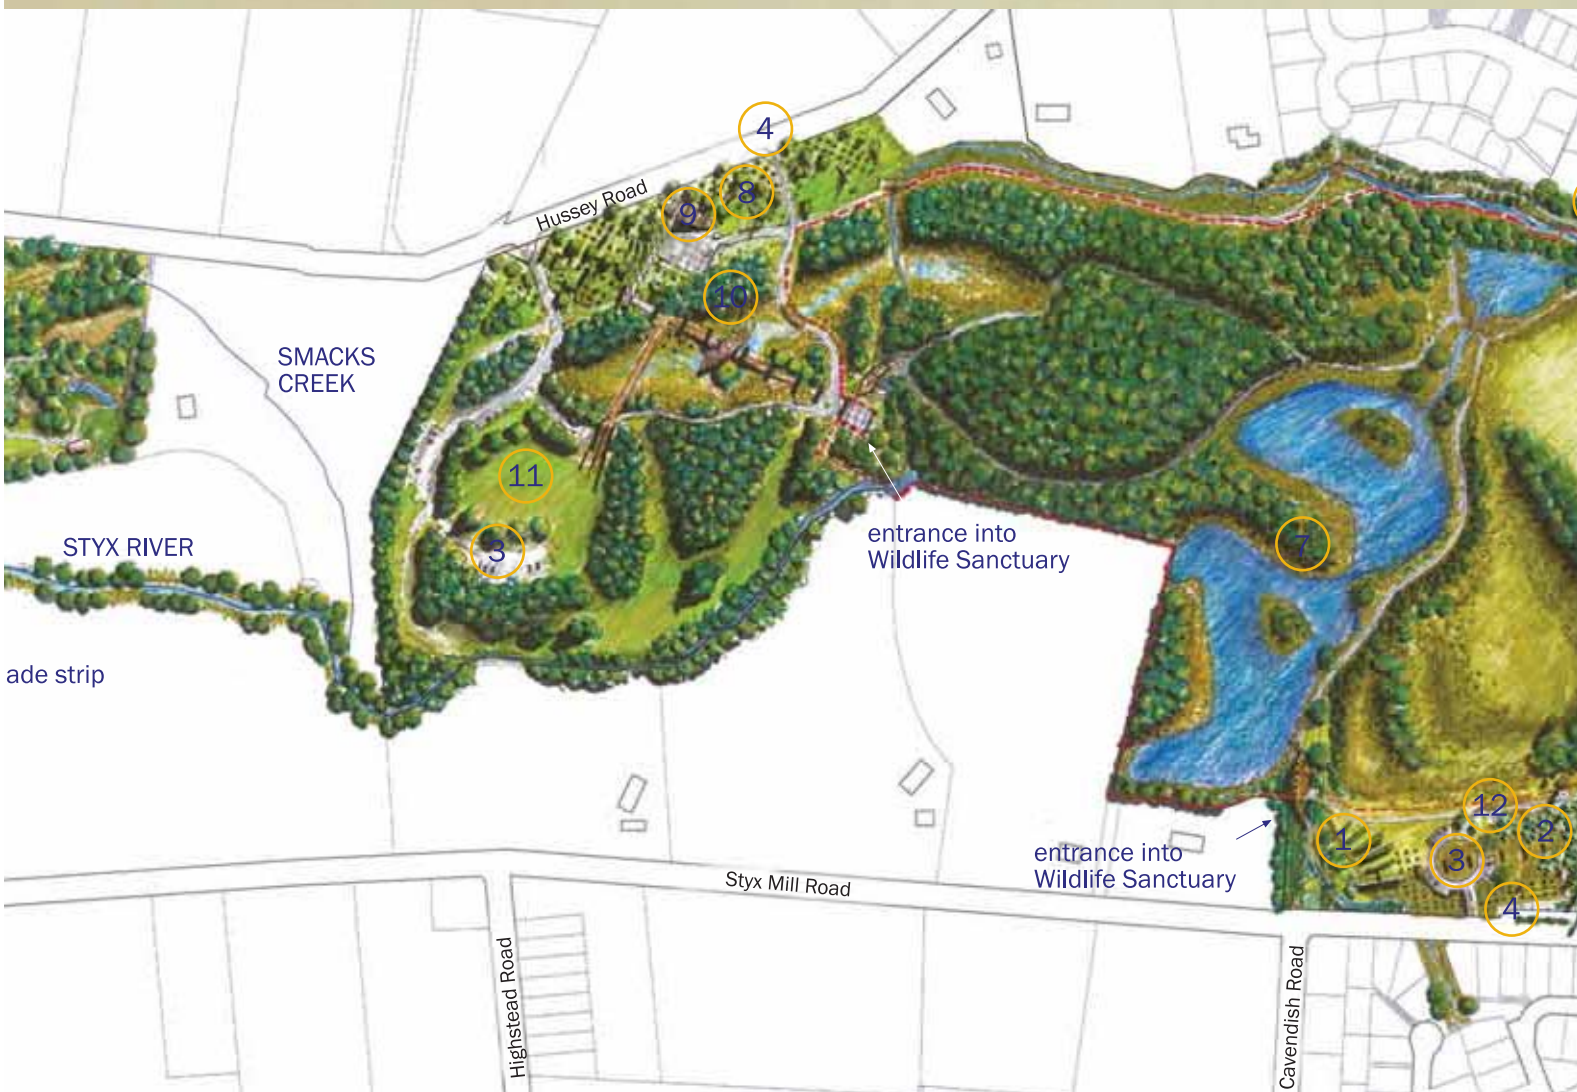 4
8
Hussey Road
9
10
SMACKS
CREEK
11
3
STYX RIVER
entrance into
Wildlife Sanctuary
7
ade strip
12
1
2
3
entrance into
Wildlife Sanctuary
4
Styx Mill Road
Highstead Road
Cavendish Road